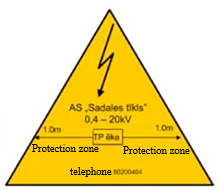 AS „Sadales tīkls”
0,4 – 20kV
1.0m 1.0m
TP ēka
Protection zone Protection zone
telephone 80200404